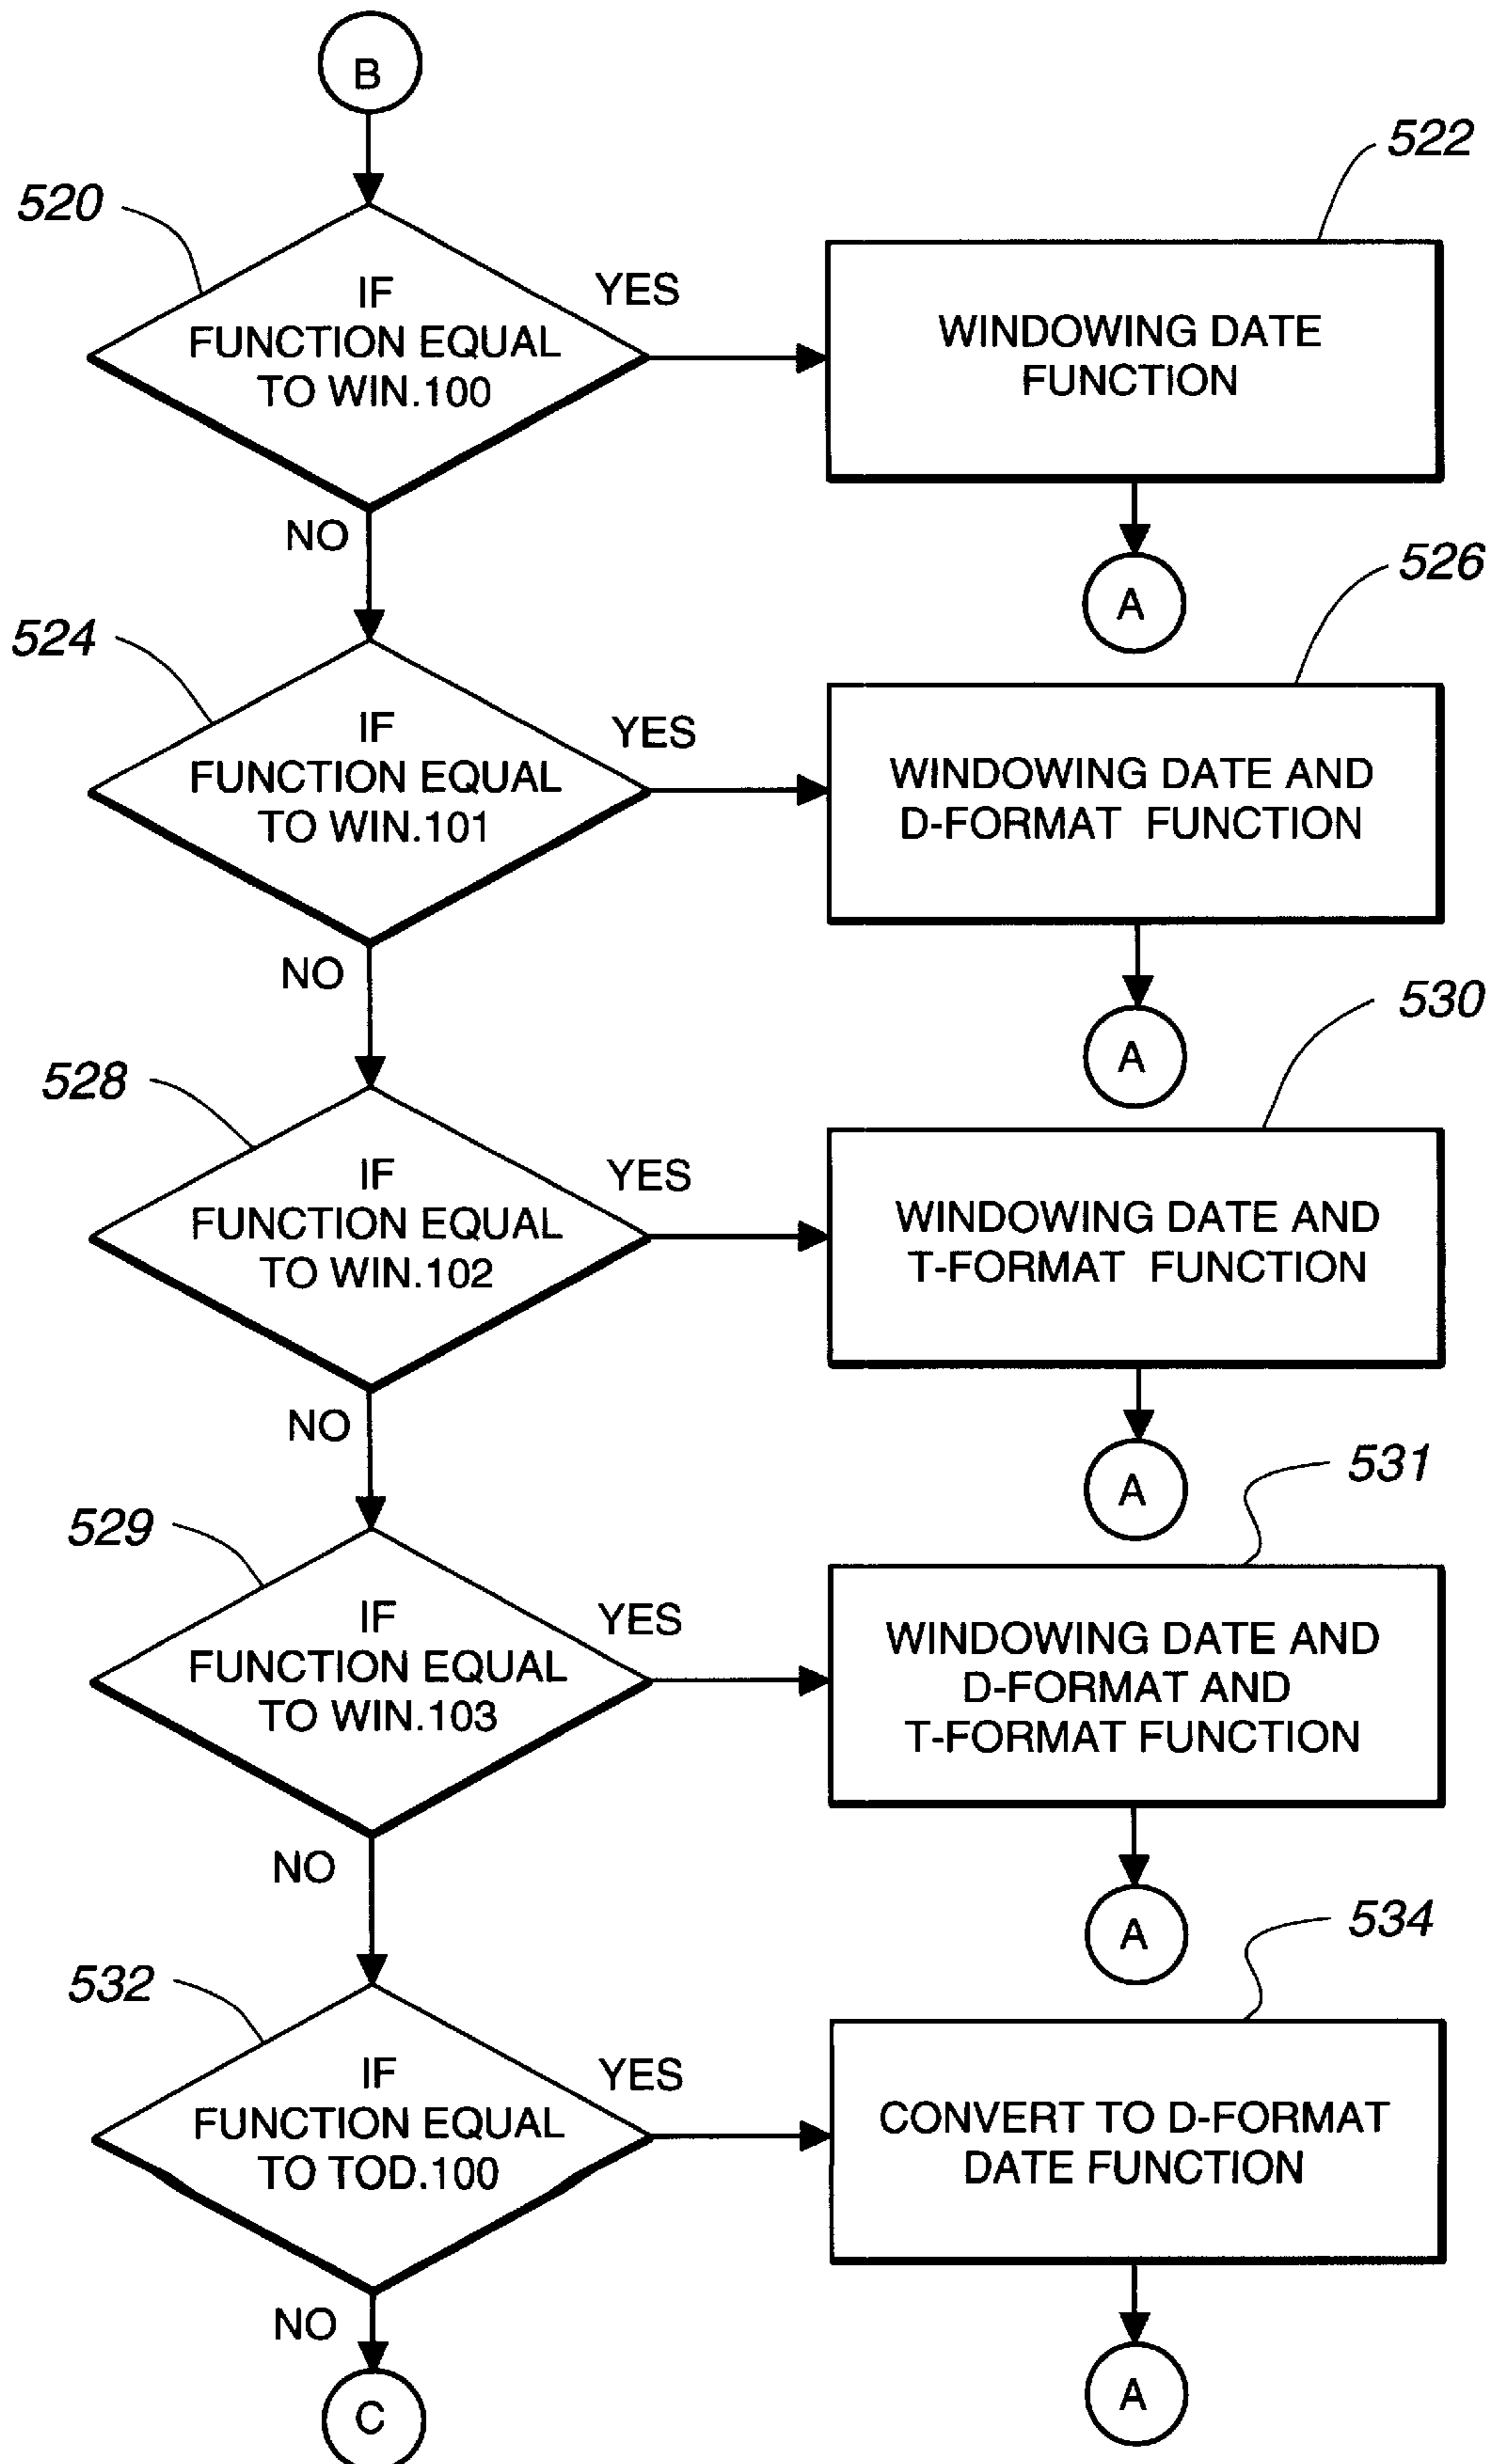 B
520
522
IF
FUNCTION EQUAL
TO WIN.100
YES
WINDOWING DATE
FUNCTION
NO
A
524
526
IF
FUNCTION EQUAL
TO WIN.101
YES
WINDOWING DATE AND
D-FORMAT FUNCTION
NO
A
528
530
IF
FUNCTION EQUAL
TO WIN.102
YES
WINDOWING DATE AND
T-FORMAT FUNCTION
NO
A
529
531
IF
FUNCTION EQUAL
TO WIN.103
YES
WINDOWING DATE AND
D-FORMAT AND
T-FORMAT FUNCTION
NO
A
532
534
IF
FUNCTION EQUAL
TO TOD.100
YES
CONVERT TO D-FORMAT
DATE FUNCTION
NO
A
C